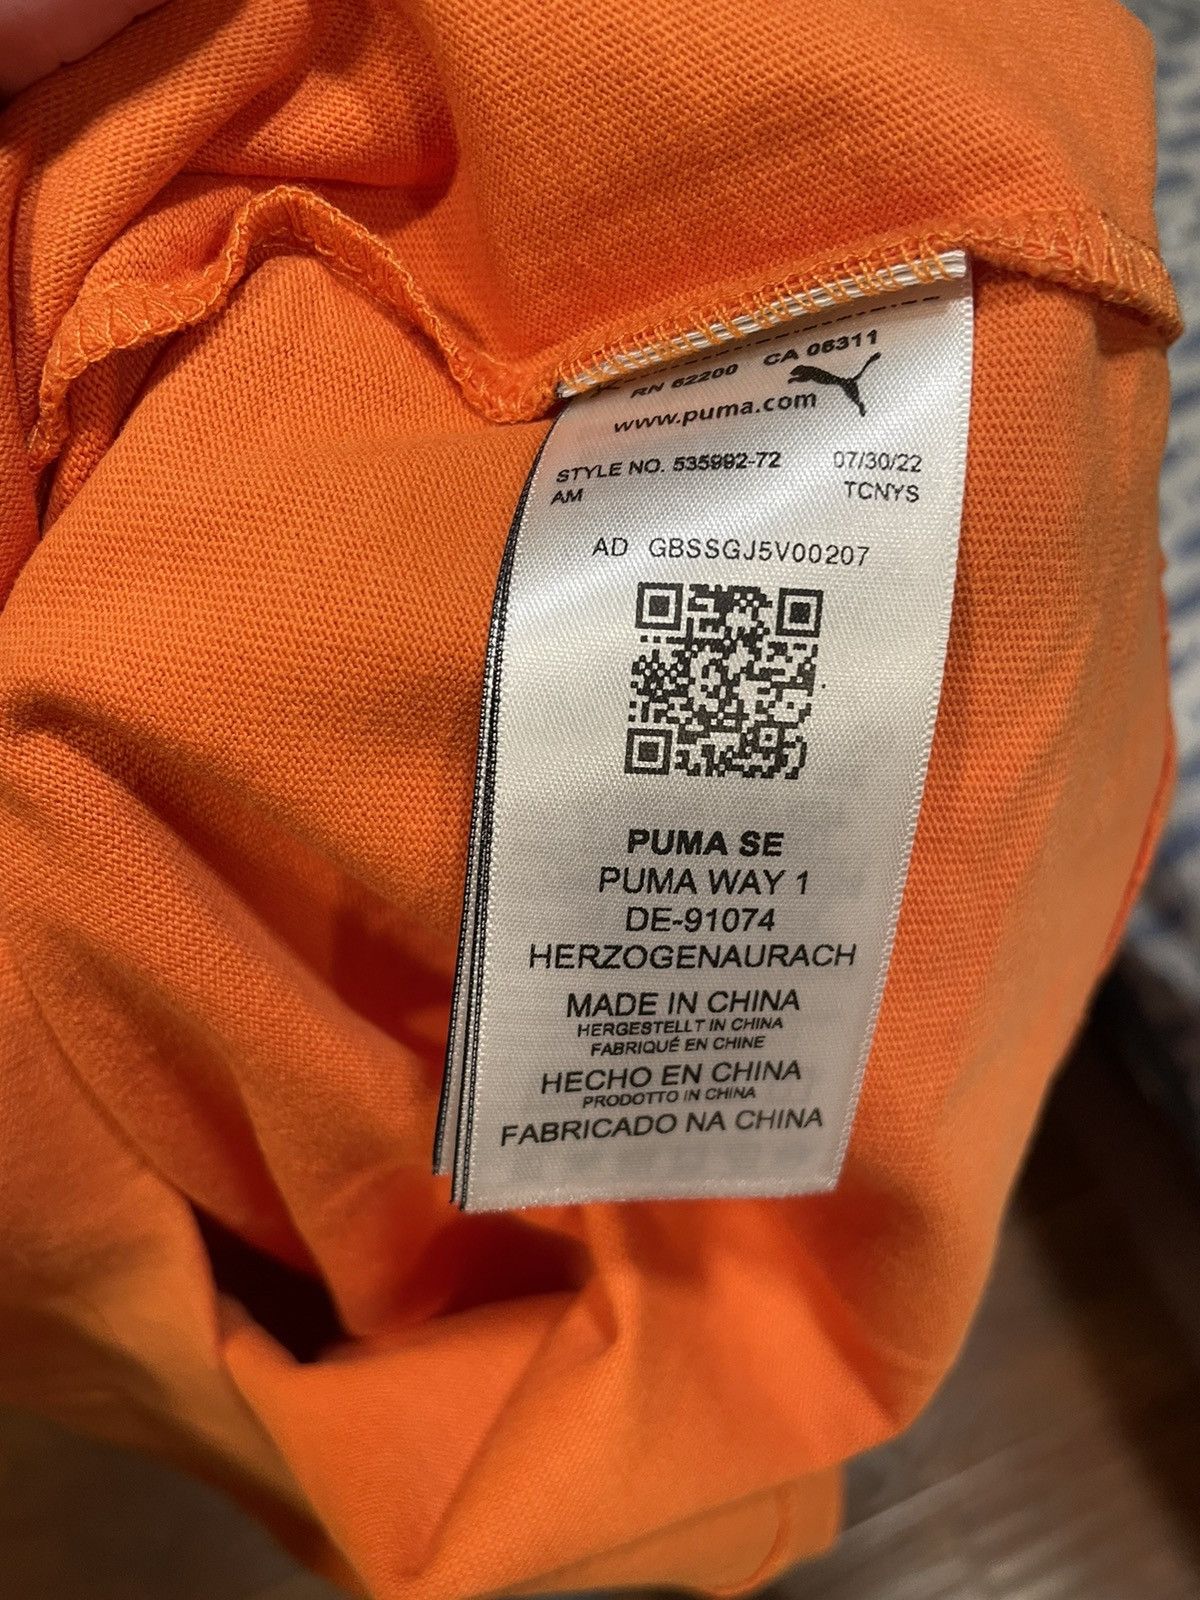 RN 62200 CA 06311
www.puma.com
STYLE NO. 535992-72 07/30/22
AM TCNYS
AD GBSSGJ5V00207
PUMA SE
PUMA WAY 1
DE-91074
HERZOGENAURACH
MADE IN CHINA
HERGESTELLT IN CHINA
FABRIQUÉ EN CHINE
HECHO EN CHINA
PRODOTTO IN CHINA
FABRICADO NA CHINA